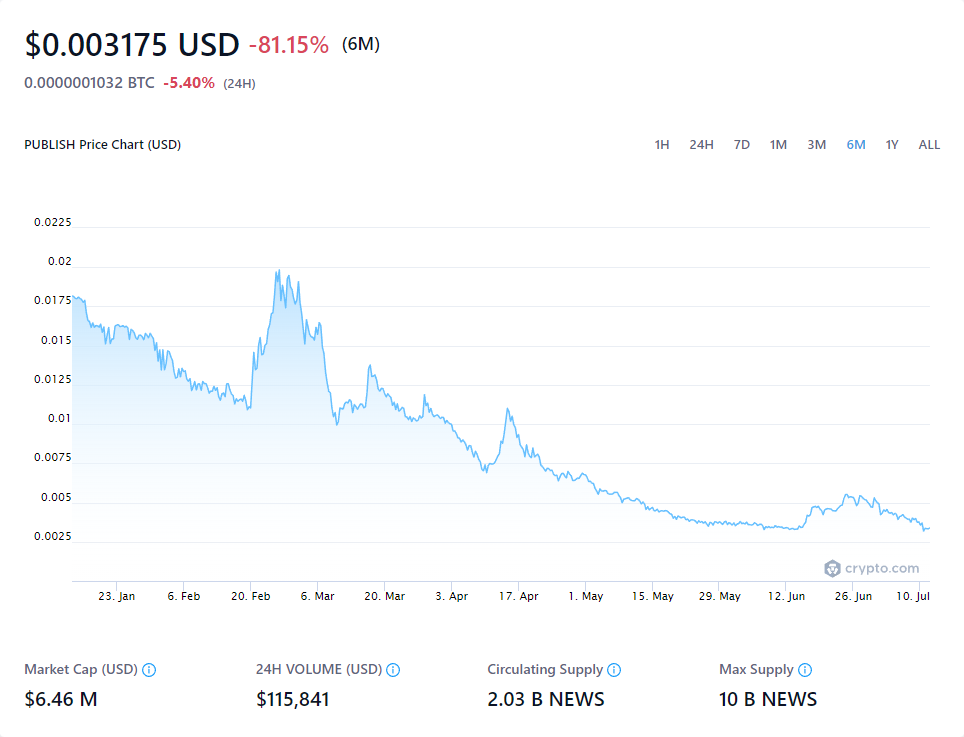 $0.003175 USD -81.15% (6M)
0.0000001032 BTC -5.40% (24H)
PUBLISH Price Chart (USD) 1H 24H 7D 1M 3M 6M 1Y ALL
0.0225
0.02
0.0175
0.015
0.0125
0.01
0.0075
0.005
0.0025
crypto.com
23. Jan 6. Feb 20. Feb 6. Mar 20. Mar 3. Apr 17. Apr 1. May 15. May 29. May 12. Jun 26. Jun 10. Jul
Market Cap (USD) 24H VOLUME (USD) Circulating Supply Max Supply
$6.46 M $115,841 2.03 B NEWS 10 B NEWS